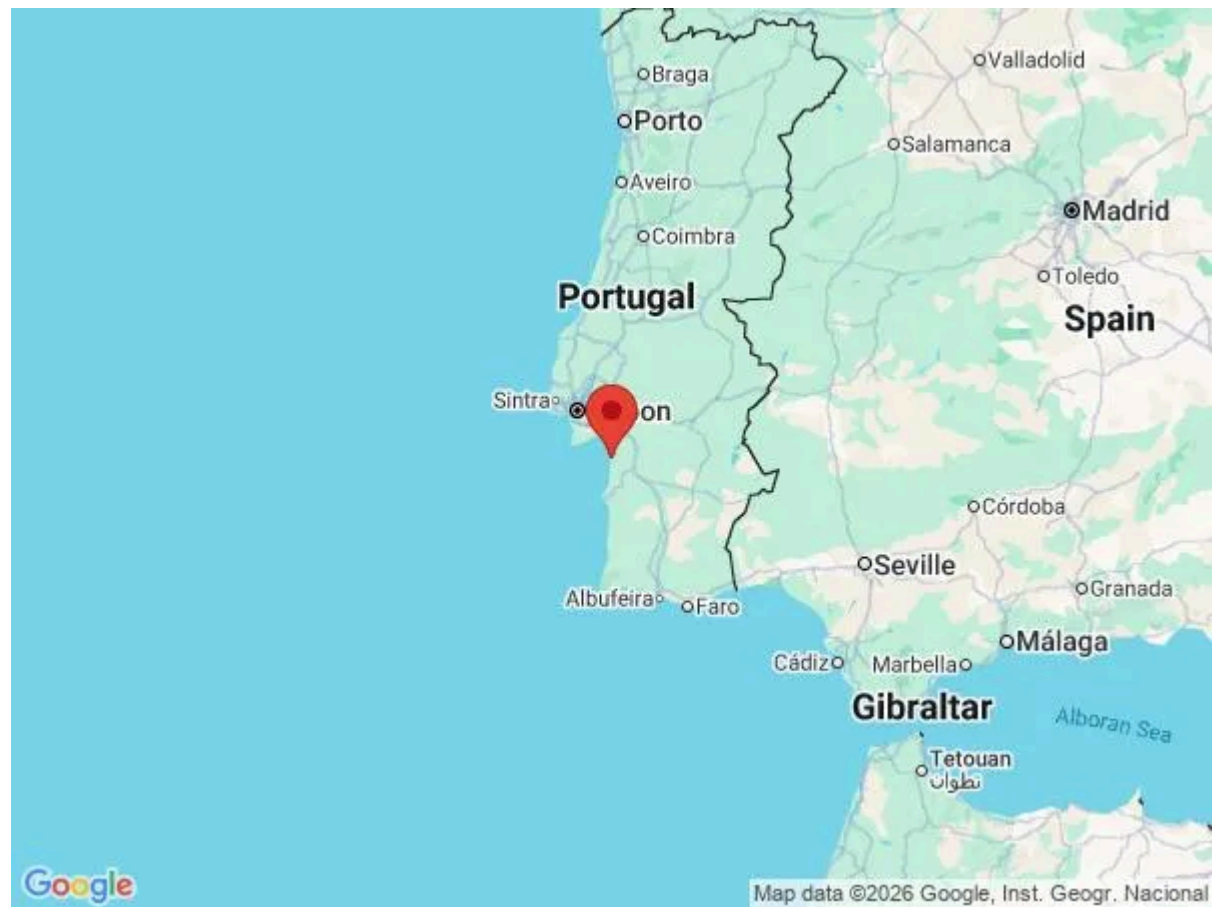 Braga
Valladolid
Porto
Salamanca
Aveiro
Madrid
Coimbra
Toledo
Portugal
Spain
Sintra
on
Córdoba
Seville
Granada
Albufeira
Faro
Málaga
Cádiz
Marbella
Gibraltar
Alboran Sea
Tetouan
تطوان
Google
Map data ©2026 Google, Inst. Geogr. Nacional